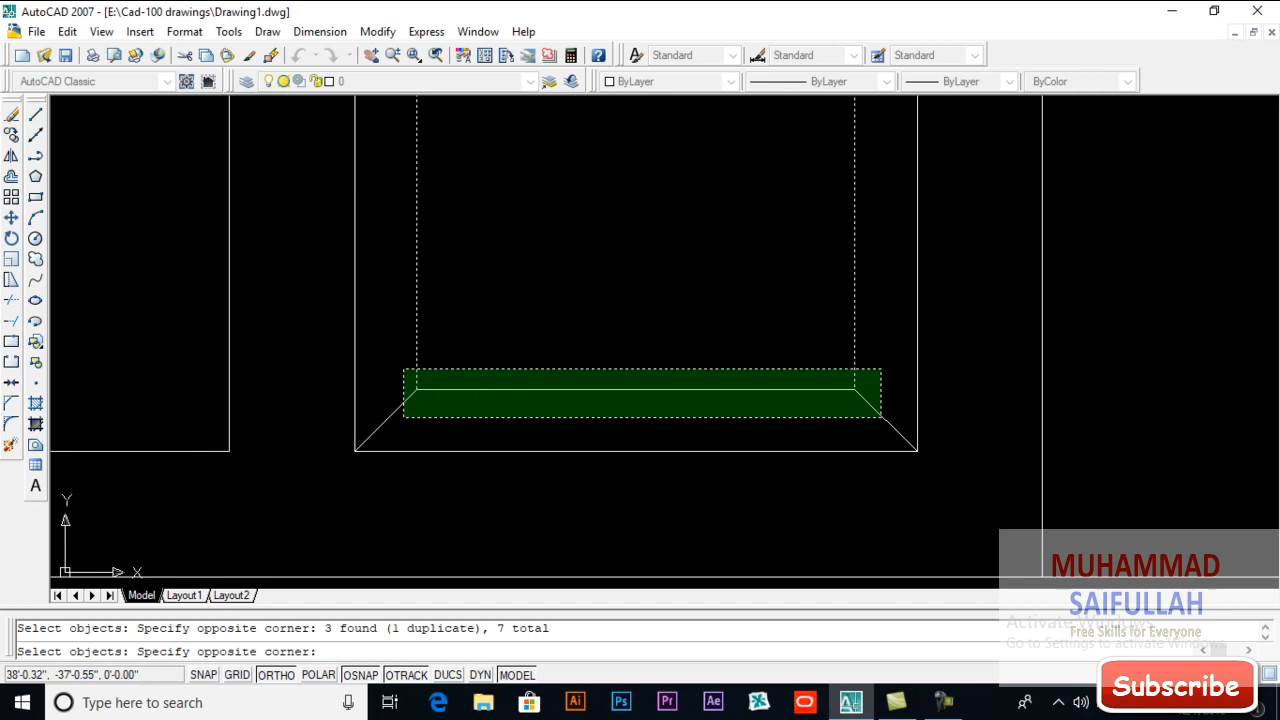 AutoCAD 2007 - [E:\Cad-100 drawings\Drawing1.dwg]
File Edit View Insert Format Tools Draw Dimension Modify Express Window Help
Standard Standard Standard
AutoCAD Classic 0 ByLayer ByLayer ByLayer ByColor
A
Y
X
MUHAMMAD
SAIFULLAH
Free Skills for Everyone
Activate Windows
Go to Settings to activate Windows.
Model Layout1 Layout2
Select objects: Specify opposite corner: 3 found (1 duplicate), 7 total
Select objects: Specify opposite corner:
38'-0.32", -37'-0.55", 0'-0.00" SNAP GRID ORTHO POLAR OSNAP OTRACK DUCS DYN MODEL
Subscribe
Type here to search
Ai Ps Pr Ae